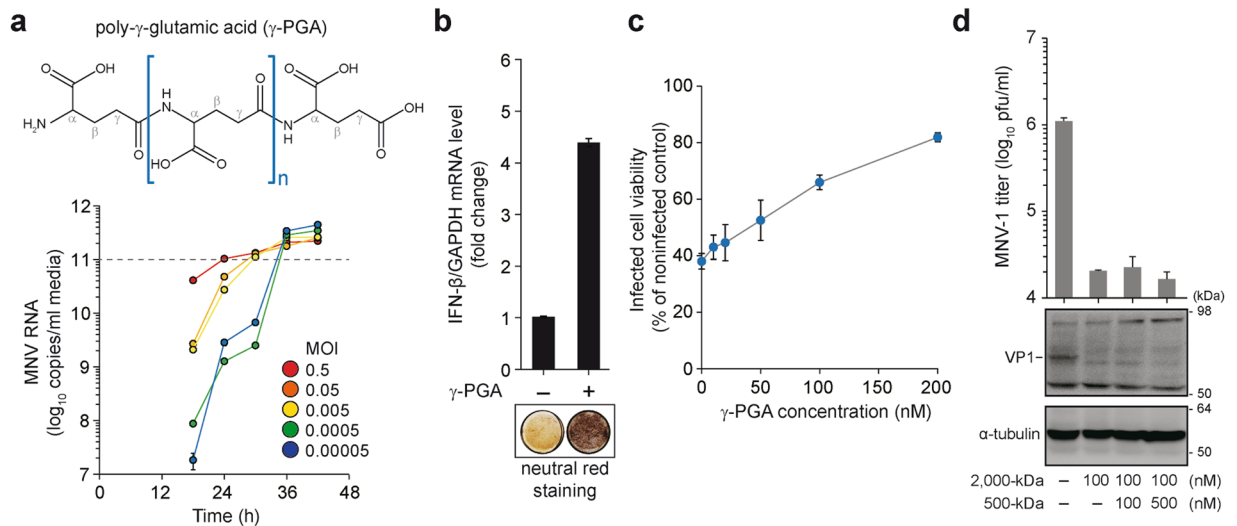 a
poly-γ-glutamic acid (γ-PGA)
O
OH
H
N
O
O
OH
H₂N
α
β
γ
O
α
β
γ
HO
O
N
H
α
β
γ
O
OH
n
12
11
10
9
8
7
MNV RNA
(log₁₀ copies/ml media)
MOI
0.5
0.05
0.005
0.0005
0.00005
0
12
24
36
48
Time (h)
b
6
5
4
3
2
1
0
IFN-β/GAPDH mRNA level
(fold change)
γ-PGA – +
neutral red
staining
c
100
80
60
40
20
0
Infected cell viability
(% of noninfected control)
0
50
100
150
200
γ-PGA concentration (nM)
d
7
6
5
4
MNV-1 titer (log₁₀ pfu/ml)
(kDa)
- 98
VP1–
- 50
- 64
α-tubulin
- 50
2,000-kDa – 100 100 100 (nM)
500-kDa – – 100 500 (nM)